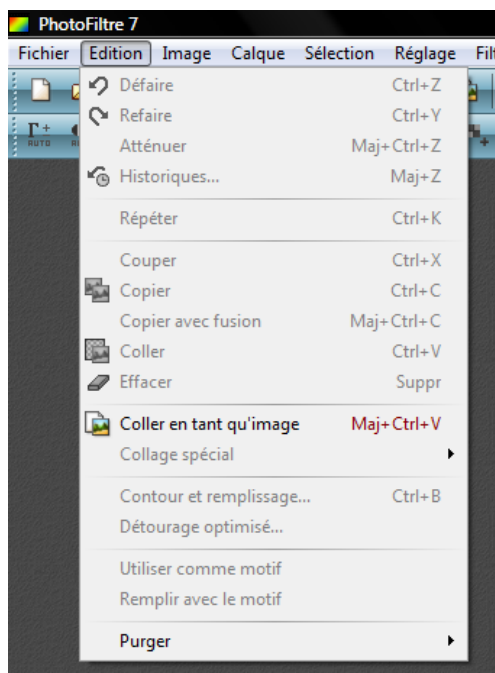 PhotoFiltre 7
Fichier Edition Image Calque Sélection Réglage Filt
AUTO
Défaire Ctrl+Z
Refaire Ctrl+Y
Atténuer Maj+Ctrl+Z
Historiques... Maj+Z
Répéter Ctrl+K
Couper Ctrl+X
Copier Ctrl+C
Copier avec fusion Maj+Ctrl+C
Coller Ctrl+V
Effacer Suppr
Coller en tant qu'image Maj+Ctrl+V
Collage spécial
Contour et remplissage... Ctrl+B
Détourage optimisé...
Utiliser comme motif
Remplir avec le motif
Purger